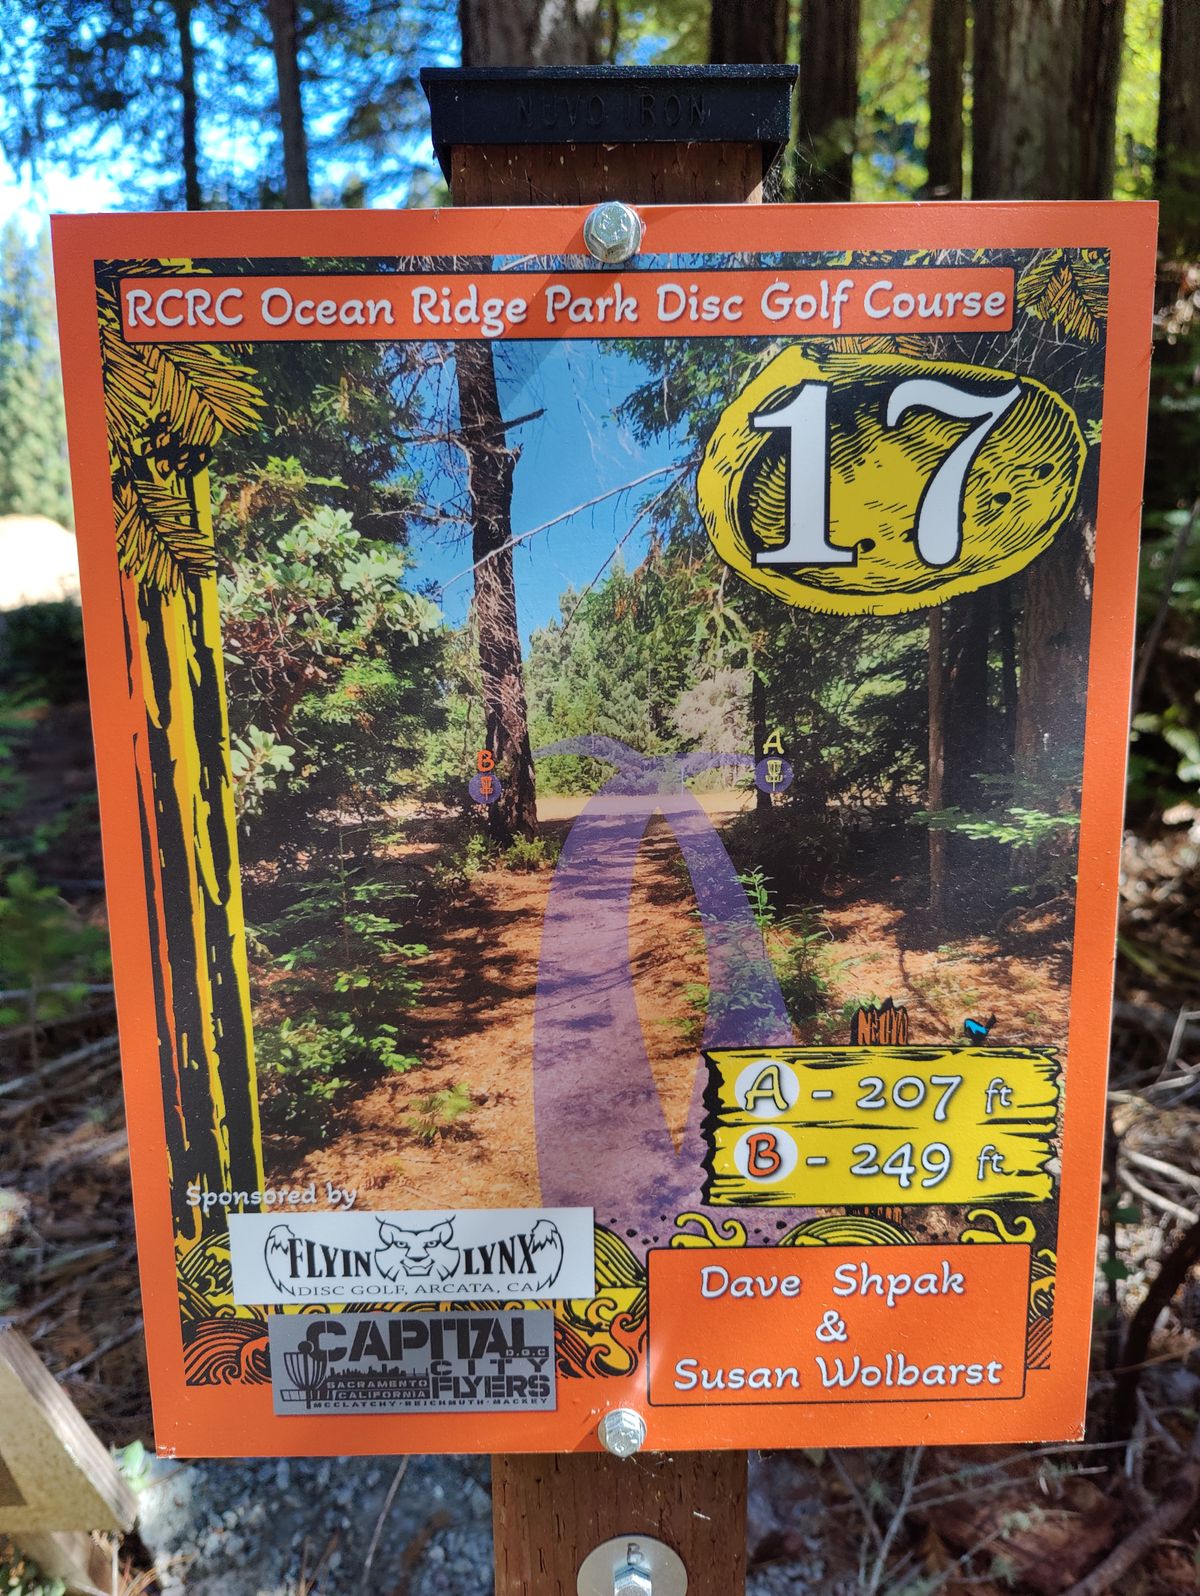 NUVO IRON
RCRC Ocean Ridge Park Disc Golf Course
17
B
A
NUVO
A - 207 ft
B - 249 ft
Sponsored by
FLYIN LYNX
DISC GOLF, ARCATA, CA
CAPITAL
D.G.C
CITY
SACRAMENTO
CALIFORNIA
FLYERS
MCCLATCHY · REICHMUTH · MACKEY
Dave Shpak
&
Susan Wolbarst
B